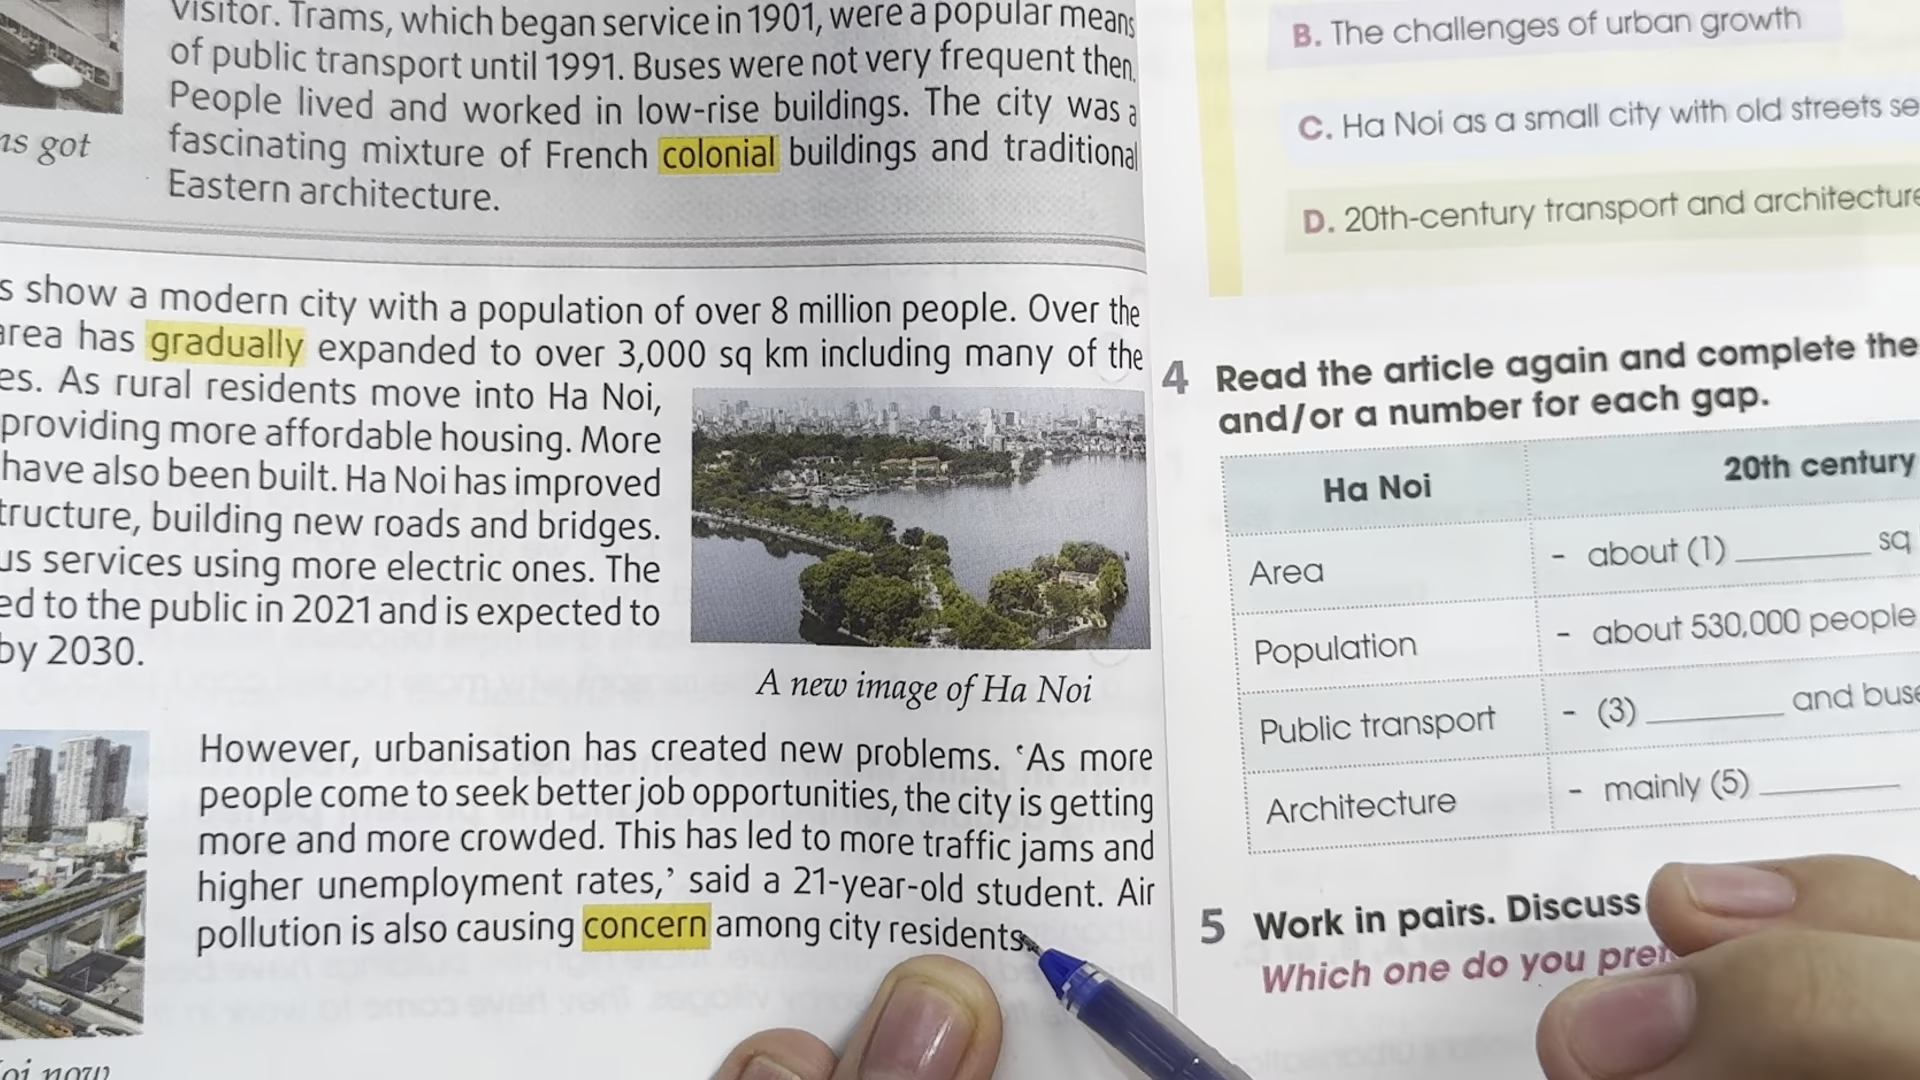 visitor. Trams, which began service in 1901, were a popular means
of public transport until 1991. Buses were not very frequent then.
People lived and worked in low-rise buildings. The city was a
fascinating mixture of French colonial buildings and traditional
Eastern architecture.
got
show a modern city with a population of over 8 million people. Over the
area has gradually expanded to over 3,000 sq km including many of the
es. As rural residents move into Ha Noi,
providing more affordable housing. More
have also been built. Ha Noi has improved
tructure, building new roads and bridges.
us services using more electric ones. The
ed to the public in 2021 and is expected to
by 2030.
A new image of Ha Noi
However, urbanisation has created new problems. ‘As more
people come to seek better job opportunities, the city is getting
more and more crowded. This has led to more traffic jams and
higher unemployment rates,’ said a 21-year-old student. Air
pollution is also causing concern among city residents.
oi now
B. The challenges of urban growth
C. Ha Noi as a small city with old streets se
D. 20th-century transport and architecture
4 Read the article again and complete the
and/or a number for each gap.
Ha Noi 20th century
Area - about (1) ________ sq
Population - about 530,000 people
Public transport - (3) ________ and buse
Architecture - mainly (5) ________
5 Work in pairs. Discuss
Which one do you pref